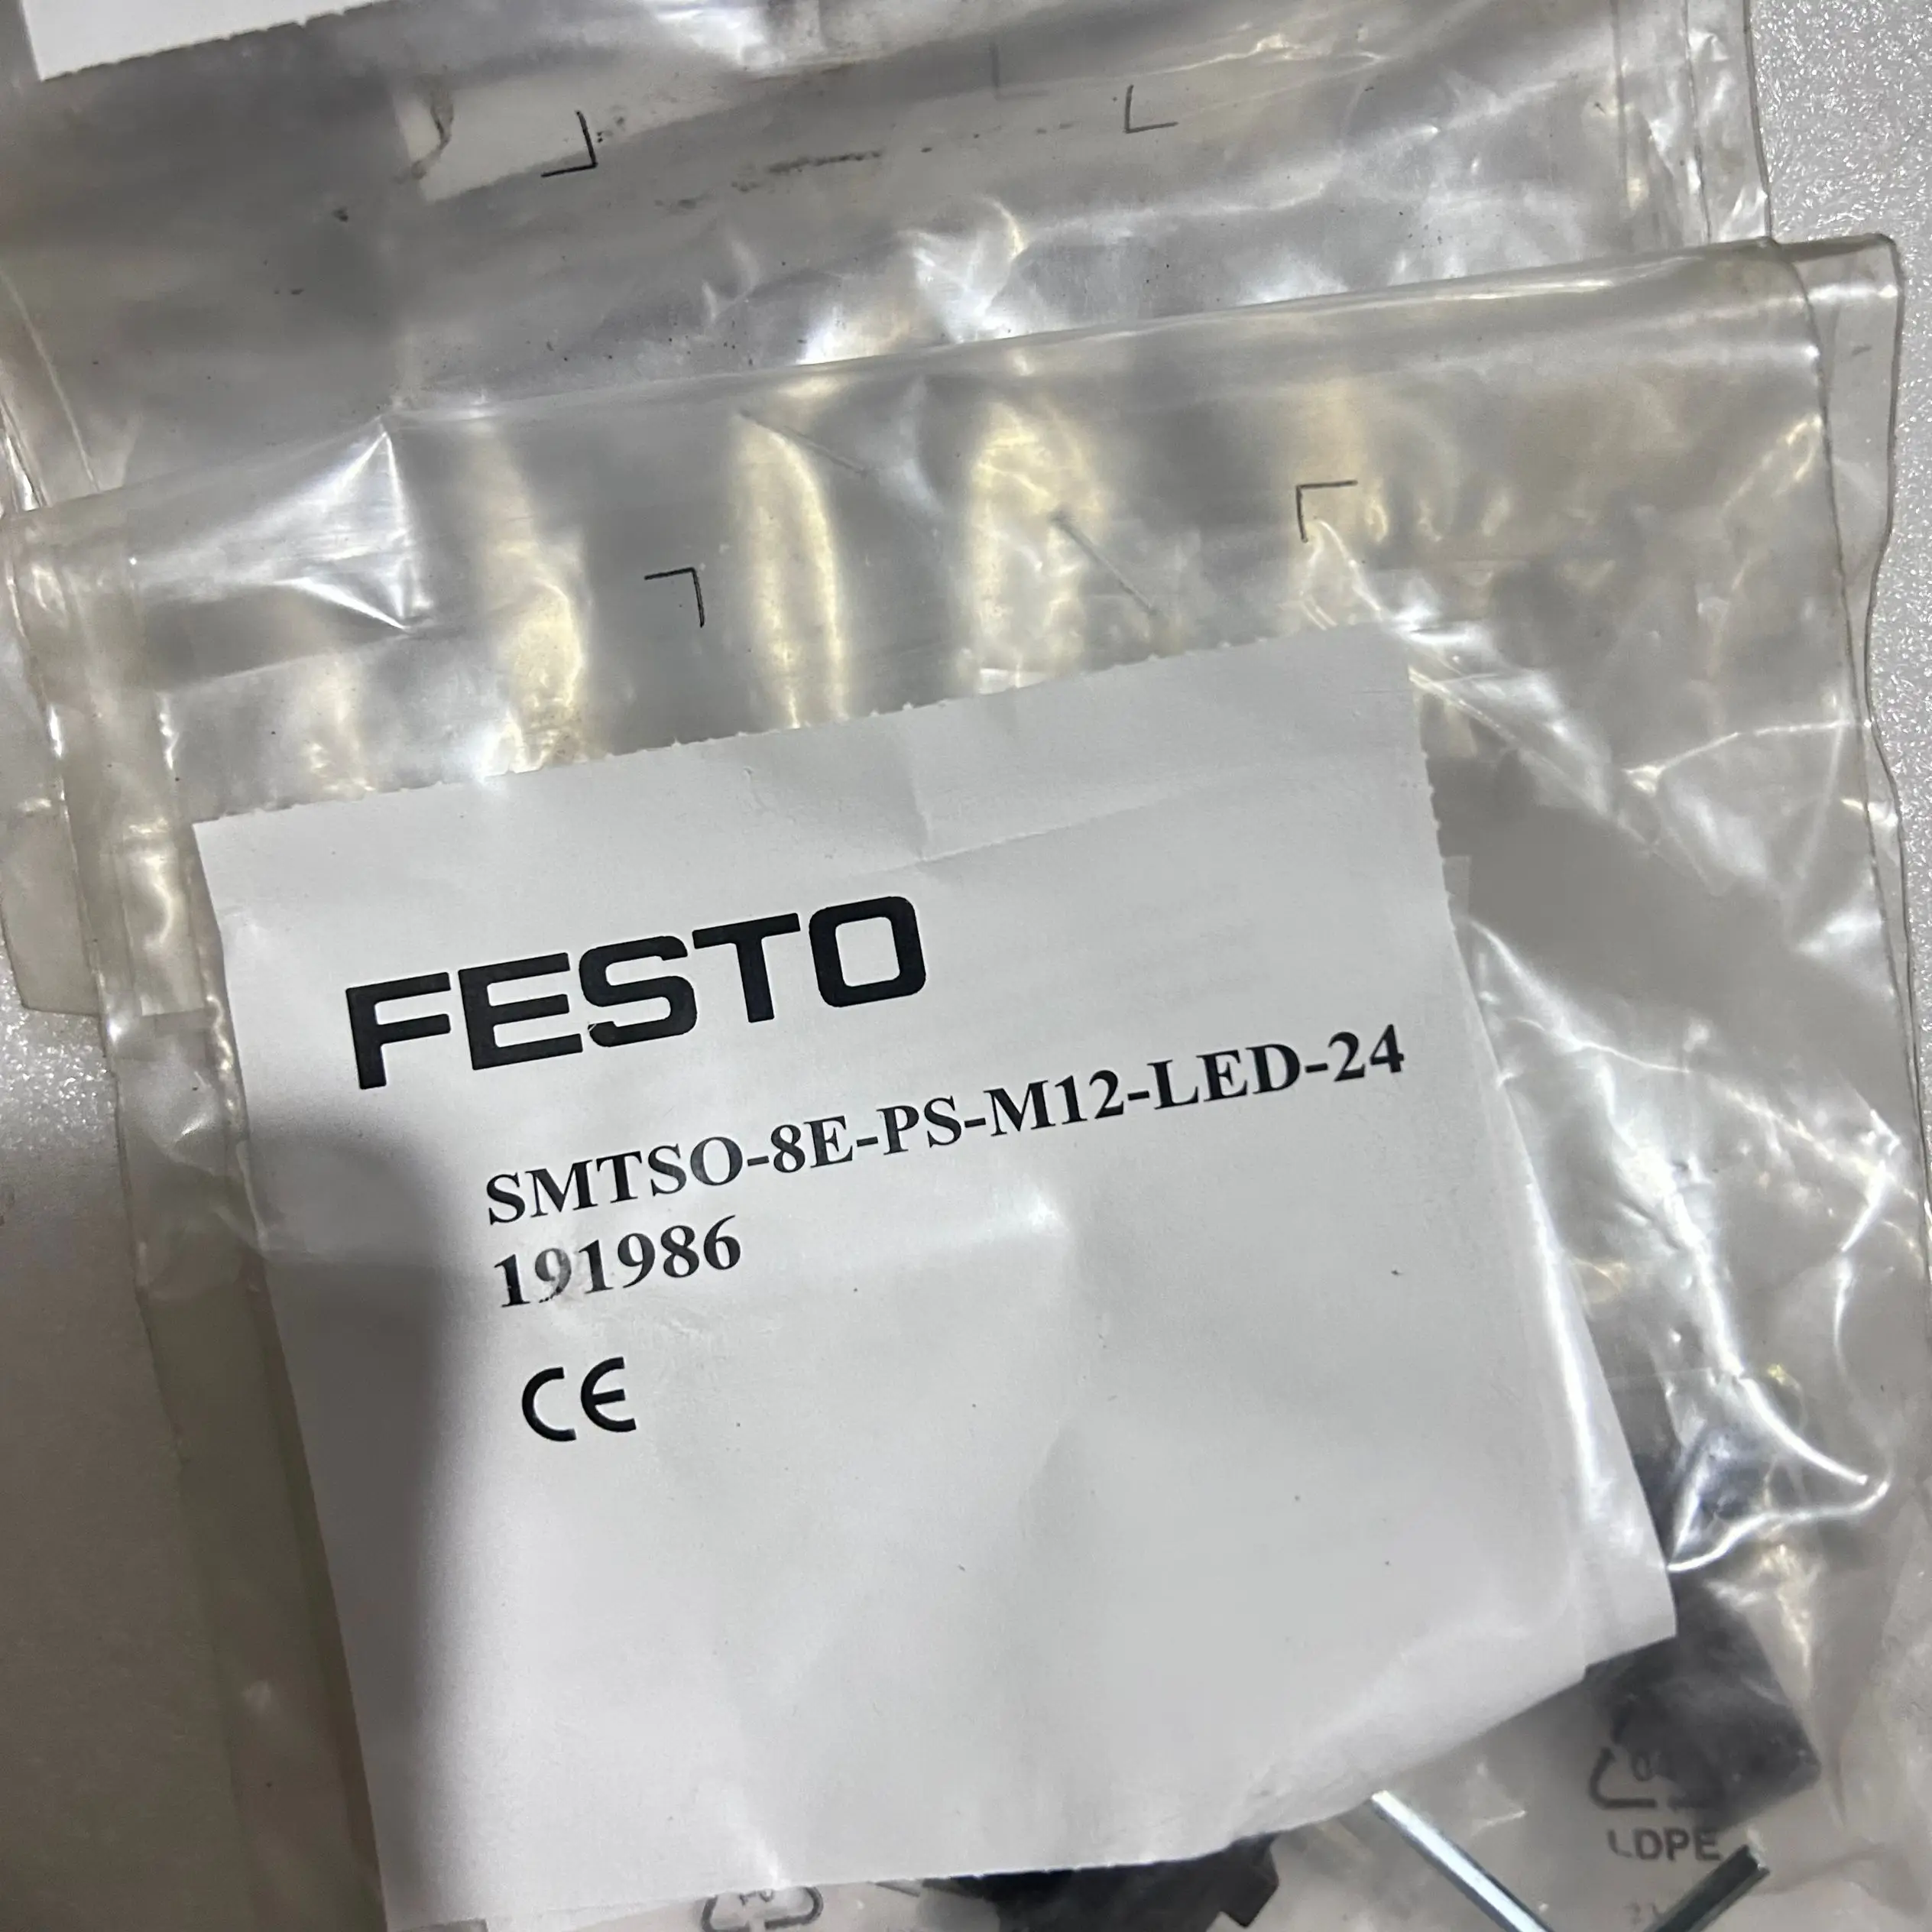 FESTO
SMTSO-8E-PS-M12-LED-24
191986
CE
LDPE